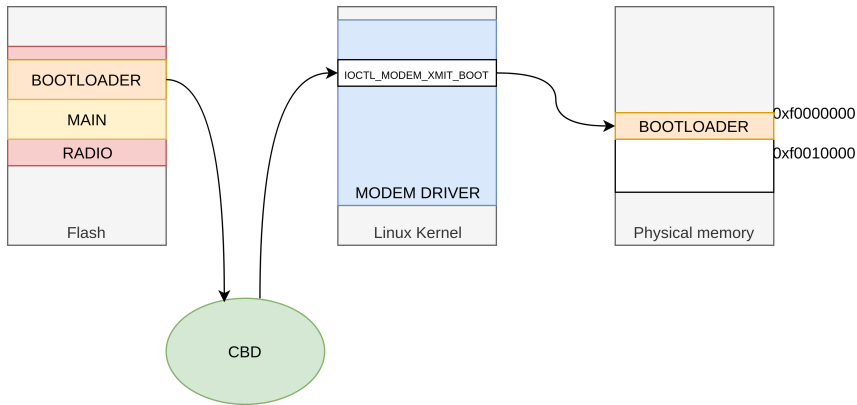 BOOTLOADER
MAIN
RADIO
Flash
IOCTL_MODEM_XMIT_BOOT
MODEM DRIVER
Linux Kernel
0xf0000000
BOOTLOADER
0xf0010000
Physical memory
CBD